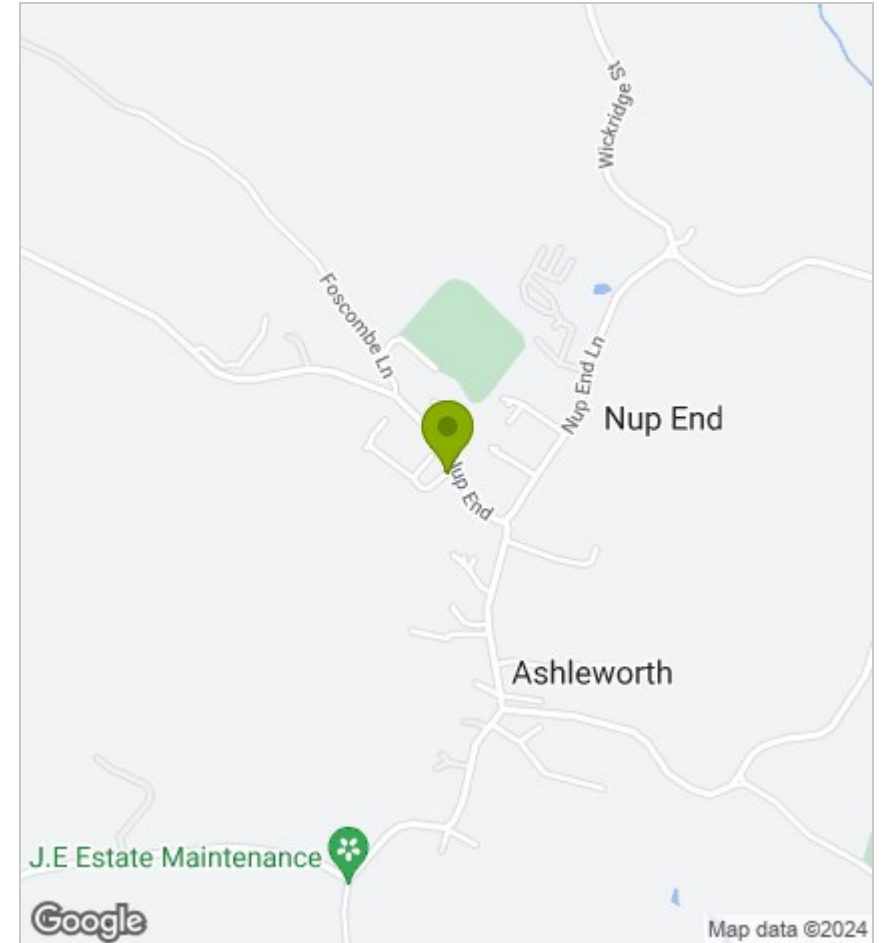 Wickridge St
Foscombe Ln
Nup End Ln
Nup End
Nup End
Ashleworth
J.E Estate Maintenance
Google
Map data ©2024